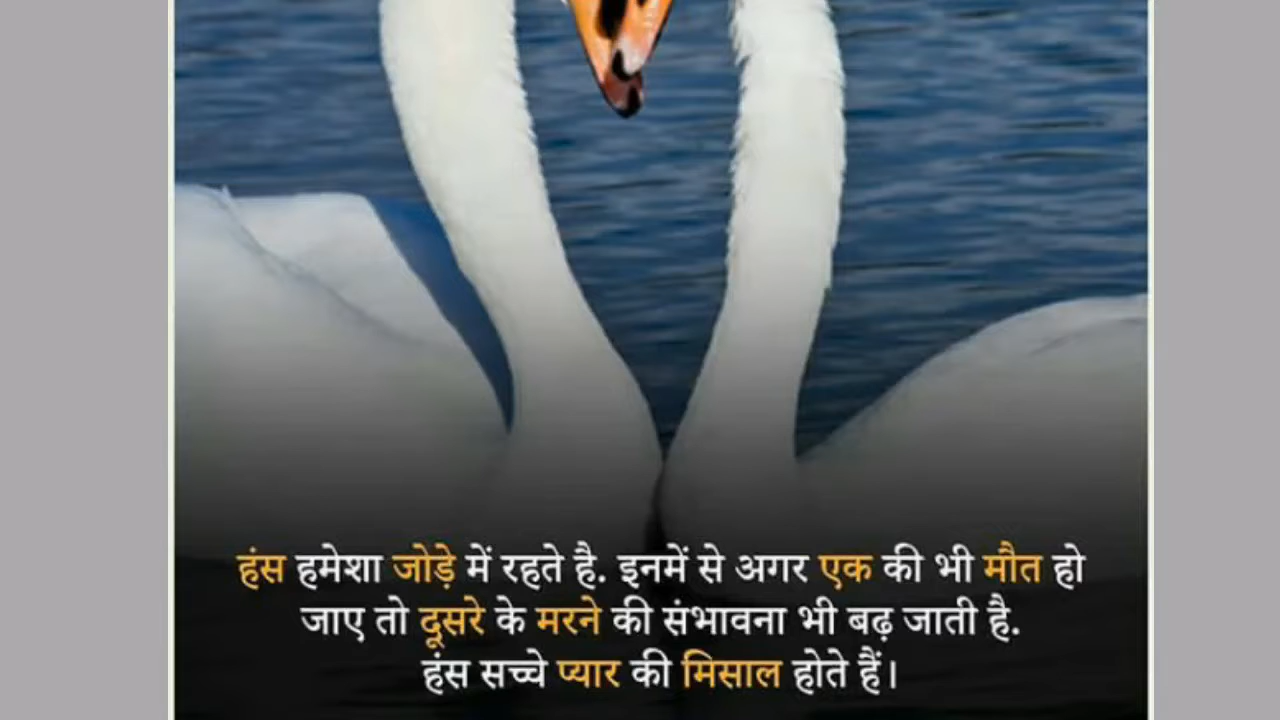 हंस हमेशा जोड़े में रहते है. इनमें से अगर एक की भी मौत हो
जाए तो दूसरे के मरने की संभावना भी बढ़ जाती है.
हंस सच्चे प्यार की मिसाल होते हैं।